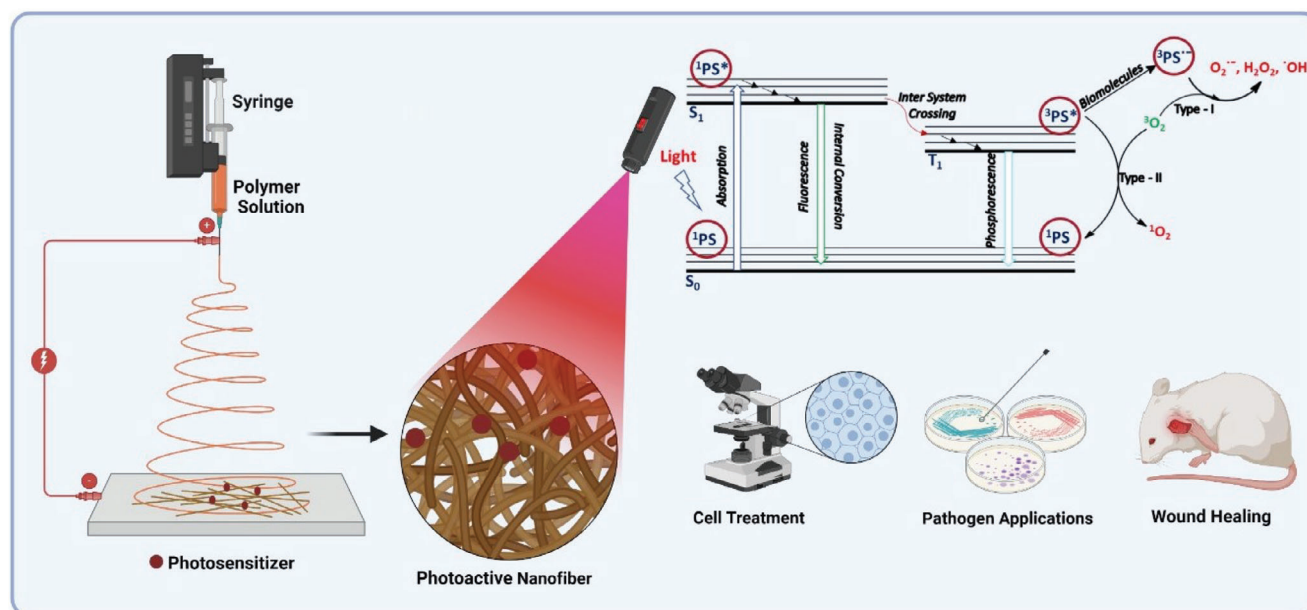 Syringe
Polymer
Solution
+
-
Photosensitizer
Photoactive Nanofiber
Light
¹PS*
S₁
Absorption
Fluorescence
Internal Conversion
Inter System
Crossing
³PS*
T₁
Phosphorescence
Biomolecules
³PS˙⁻
O₂˙⁻, H₂O₂, ˙OH
Type - I
³O₂
Type - II
¹O₂
¹PS
¹PS
S₀
Cell Treatment
Pathogen Applications
Wound Healing